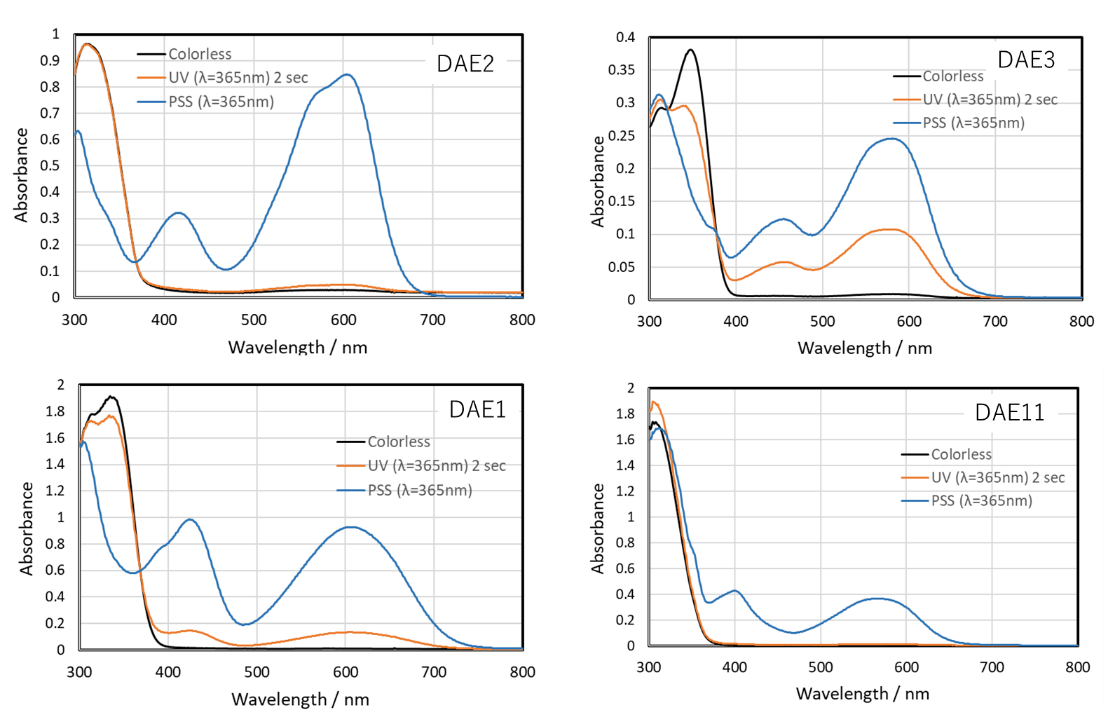 DAE2
Colorless
UV (λ=365nm) 2 sec
PSS (λ=365nm)
Absorbance
1
0.9
0.8
0.7
0.6
0.5
0.4
0.3
0.2
0.1
0
300 400 500 600 700 800
Wavelength / nm
DAE3
Colorless
UV (λ=365nm) 2 sec
PSS (λ=365nm)
Absorbance
0.4
0.35
0.3
0.25
0.2
0.15
0.1
0.05
0
300 400 500 600 700 800
Wavelength / nm
DAE1
Colorless
UV (λ=365nm) 2 sec
PSS (λ=365nm)
Absorbance
2
1.8
1.6
1.4
1.2
1
0.8
0.6
0.4
0.2
0
300 400 500 600 700 800
Wavelength / nm
DAE11
Colorless
UV (λ=365nm) 2 sec
PSS (λ=365nm)
Absorbance
2
1.8
1.6
1.4
1.2
1
0.8
0.6
0.4
0.2
0
300 400 500 600 700 800
Wavelength / nm